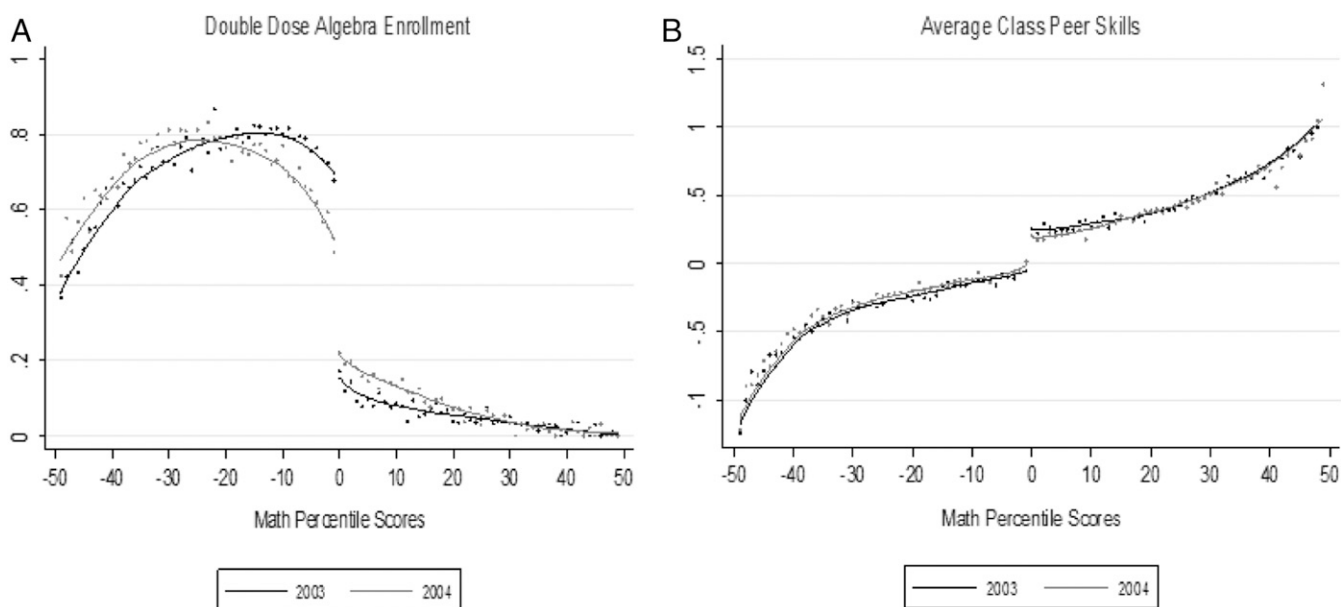 A
Double Dose Algebra Enrollment
1
.8
.6
.4
.2
0
-50 -40 -30 -20 -10 0 10 20 30 40 50
Math Percentile Scores
2003 2004
B
Average Class Peer Skills
1.5
1
.5
0
-.5
-1
-50 -40 -30 -20 -10 0 10 20 30 40 50
Math Percentile Scores
2003 2004